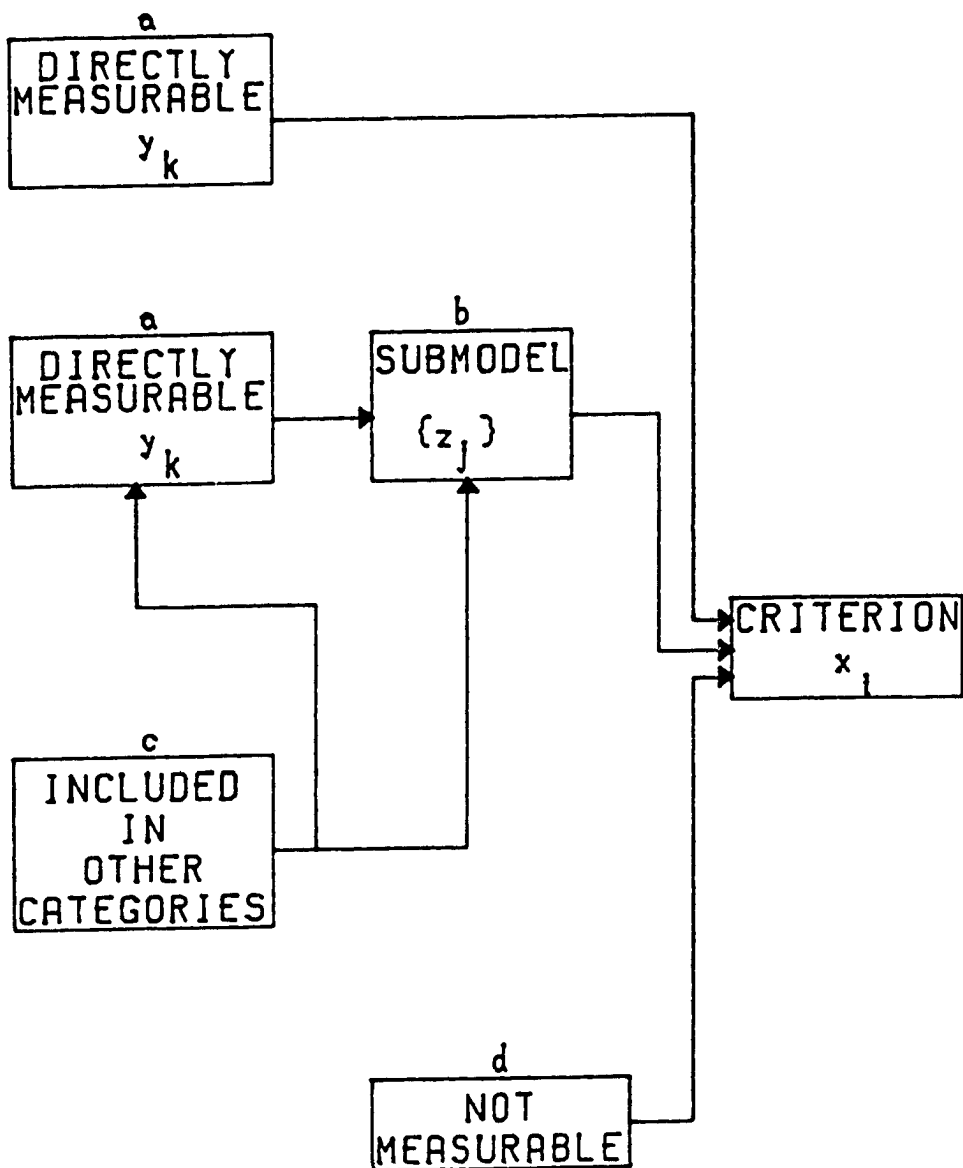 a
DIRECTLY
MEASURABLE
y k
a
DIRECTLY
MEASURABLE
y k
b
SUBMODEL
{z j}
CRITERION
x i
c
INCLUDED
IN
OTHER
CATEGORIES
d
NOT
MEASURABLE